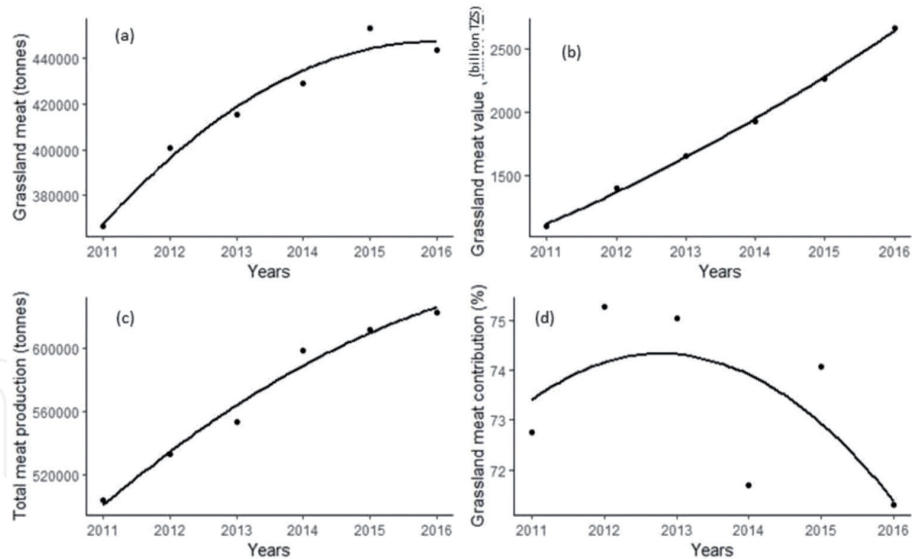 (a)
Grassland meat (tonnes)
440000
420000
400000
380000
2011 2012 2013 2014 2015 2016
Years
(b)
Grassland meat value
(billion TZS)
2500
2000
1500
2011 2012 2013 2014 2015 2016
Years
(c)
Total meat production (tonnes)
600000
560000
520000
2011 2012 2013 2014 2015 2016
Years
(d)
Grassland meat contribution (%)
75
74
73
72
2011 2012 2013 2014 2015 2016
Years